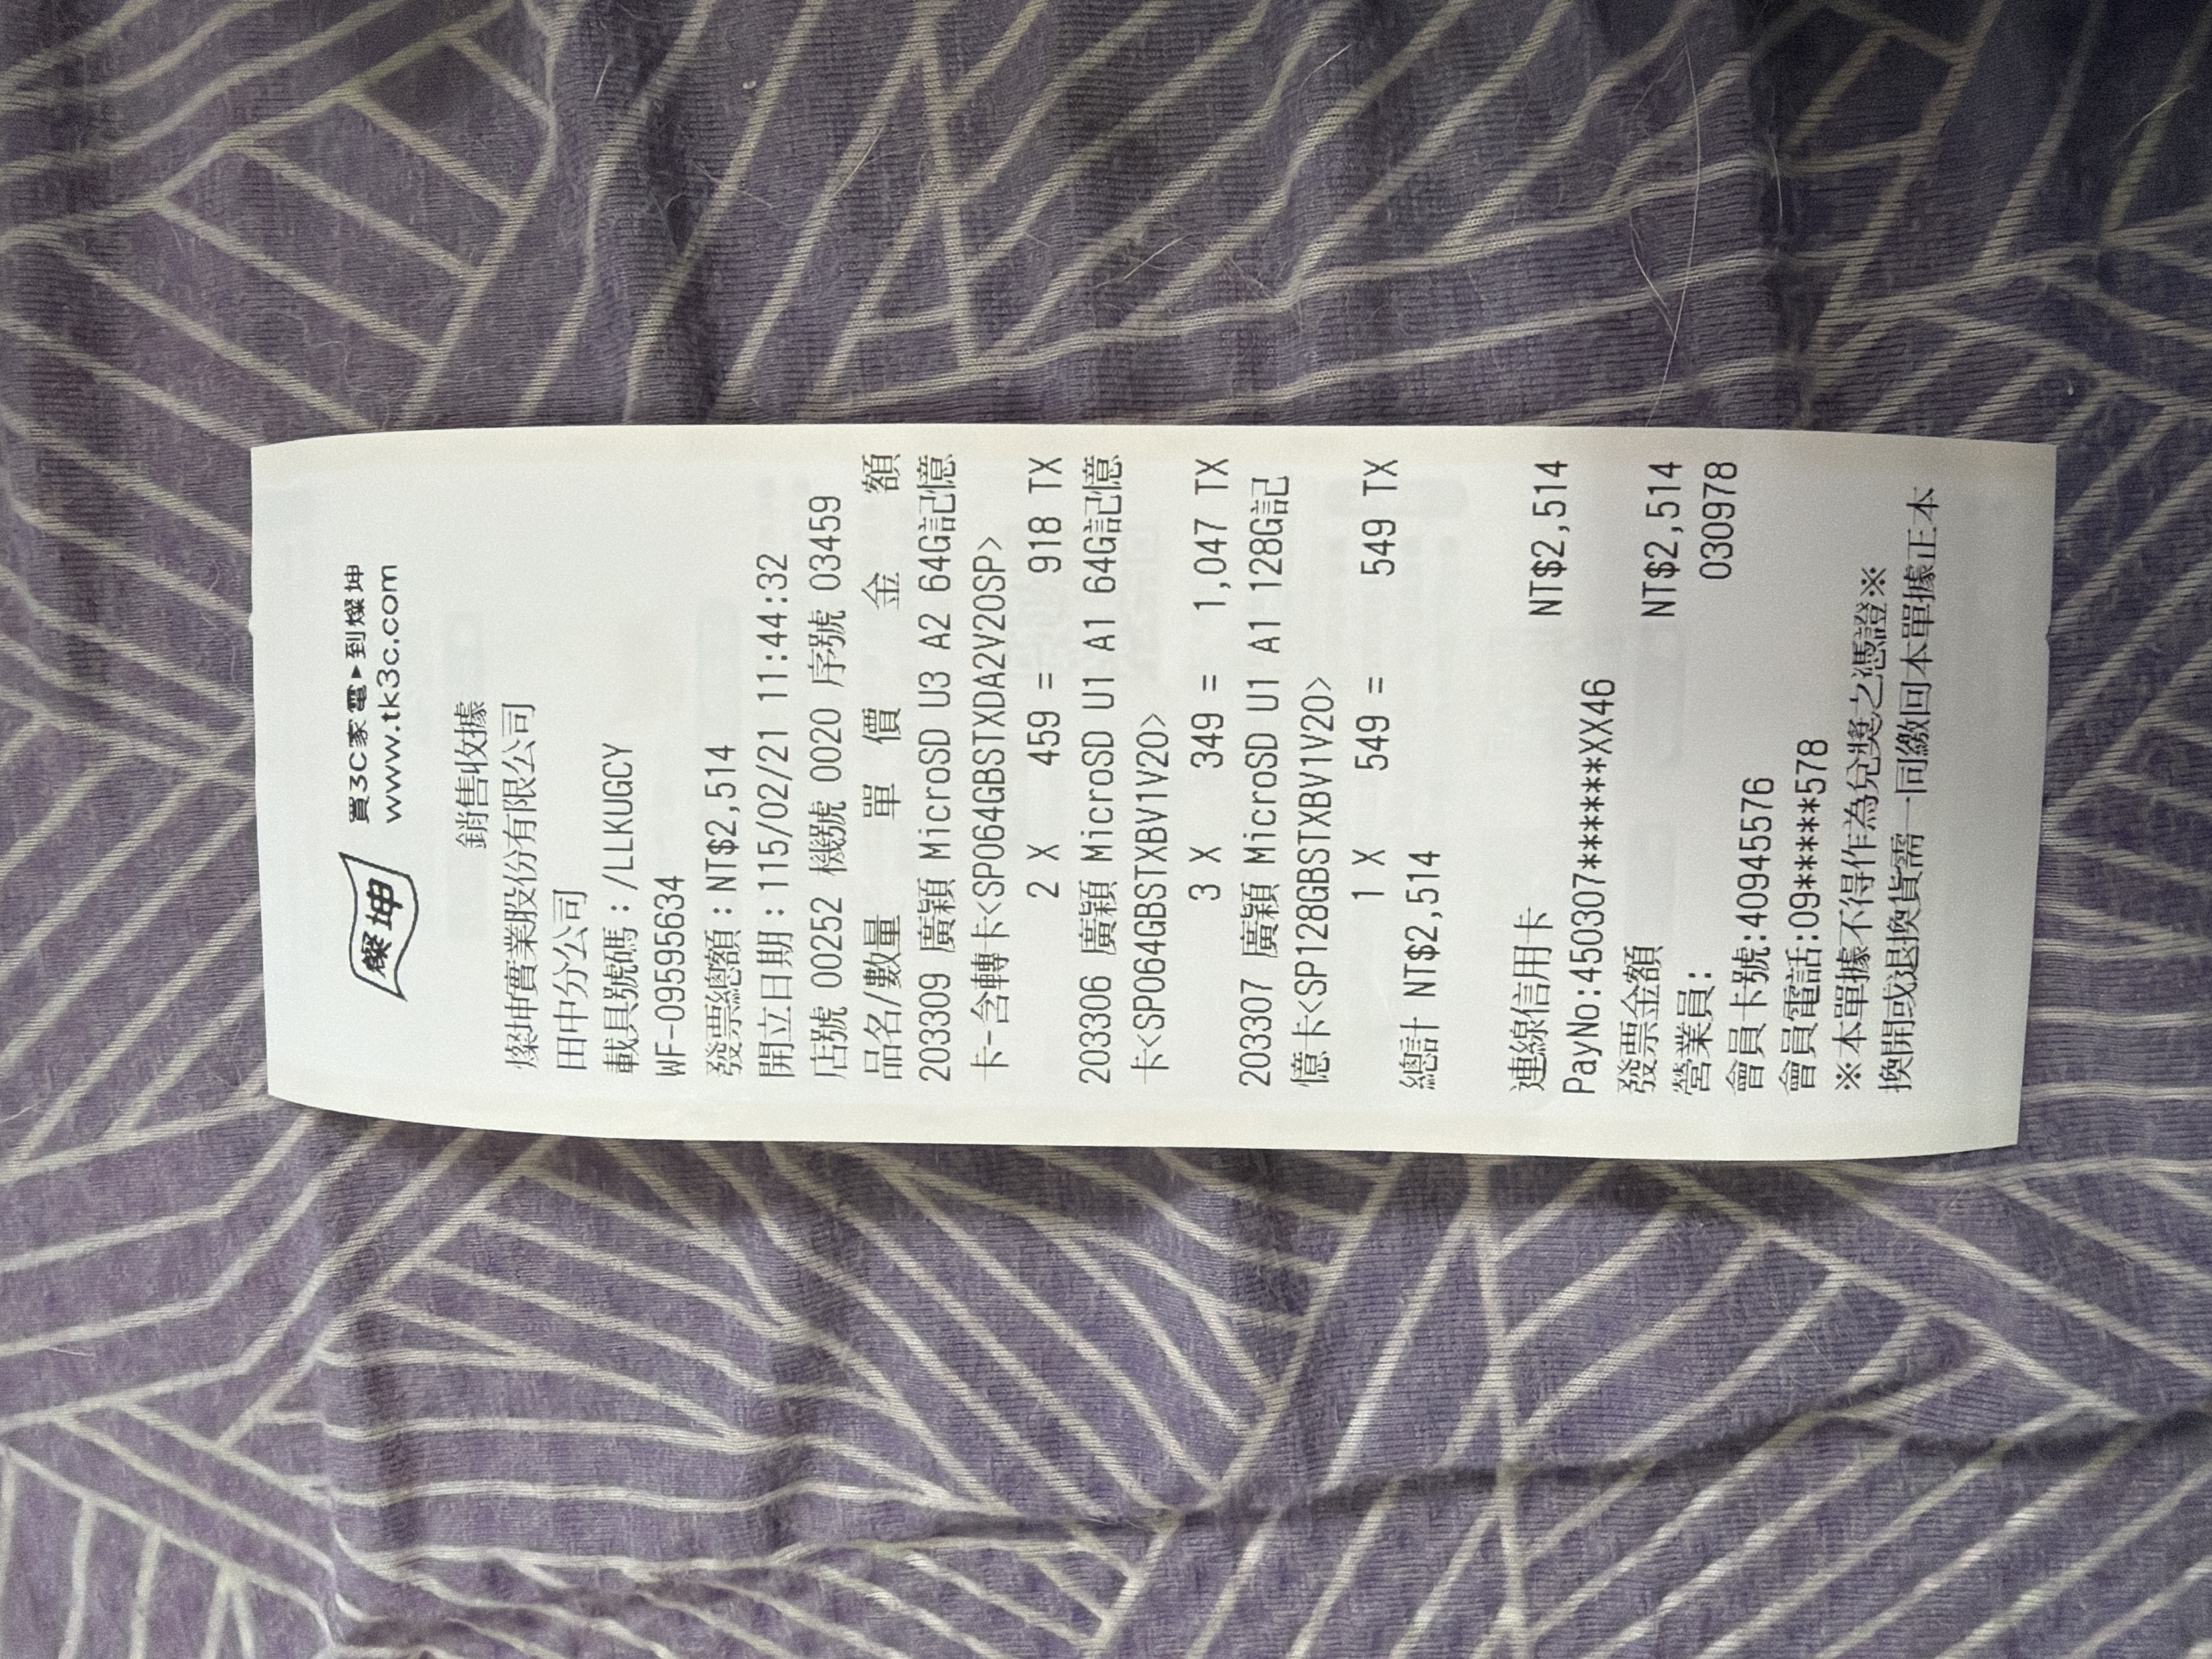 燦坤
買3C家電▸到燦坤
www.tk3c.com
銷售收據
燦坤實業股份有限公司
田中分公司
載具號碼:/LLKUGCY
WF-09595634
發票總額:NT$2,514
開立日期:115/02/21 11:44:32
店號 00252 機號 0020 序號 03459
品名/數量 單 價 金 額
203309 廣穎 MicroSD U3 A2 64G記憶
卡-含轉卡<SP064GBSTXDA2V20SP>
2 X 459 = 918 TX
203306 廣穎 MicroSD U1 A1 64G記憶
卡<SP064GBSTXBV1V20>
3 X 349 = 1,047 TX
203307 廣穎 MicroSD U1 A1 128G記
憶卡<SP128GBSTXBV1V20>
1 X 549 = 549 TX
總計 NT$2,514
連線信用卡 NT$2,514
PayNo:450307******XX46
發票金額 NT$2,514
營業員: 030978
會員卡號:40945576
會員電話:09*****578
※本單據不得作為兌獎之憑證※
換開或退換貨需一同繳回本單據正本